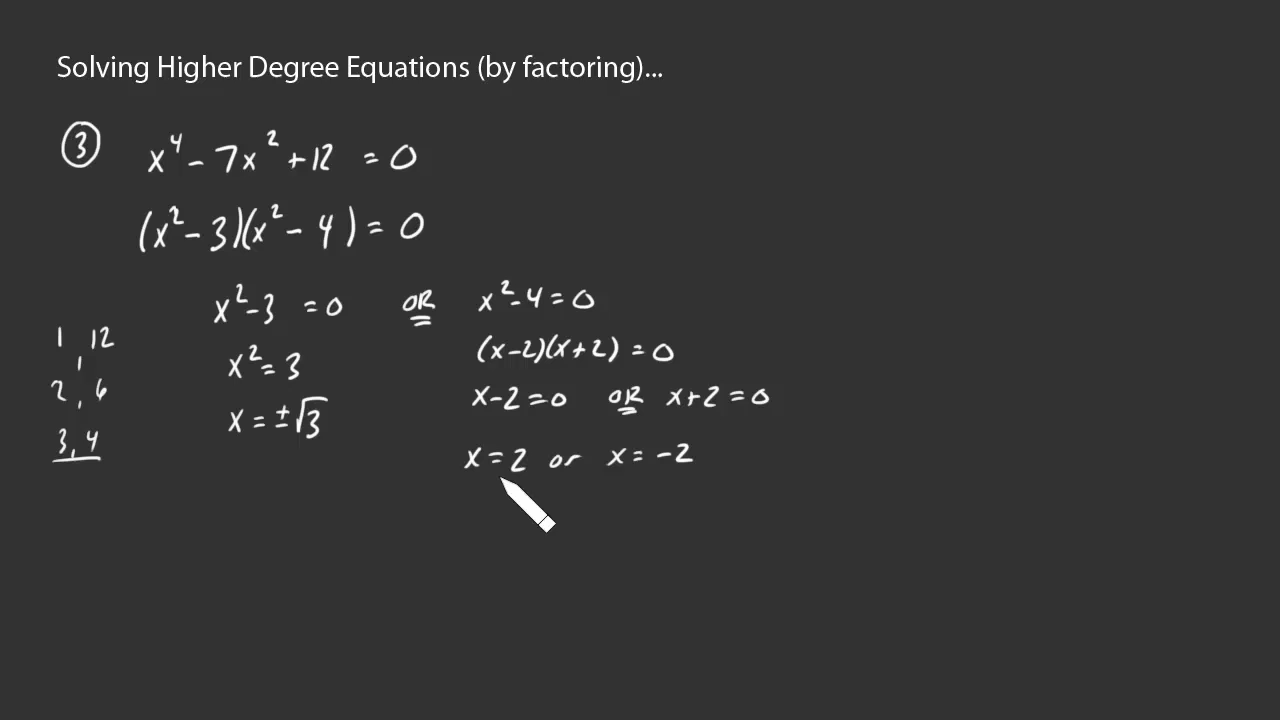 Solving Higher Degree Equations (by factoring)...
③ x⁴ - 7x² + 12 = 0
(x² - 3)(x² - 4) = 0
x² - 3 = 0 OR x² - 4 = 0
1, 12
x² = 3 (x - 2)(x + 2) = 0
2, 6
x - 2 = 0 OR x + 2 = 0
x = ±√3
3, 4
x = 2 or x = -2